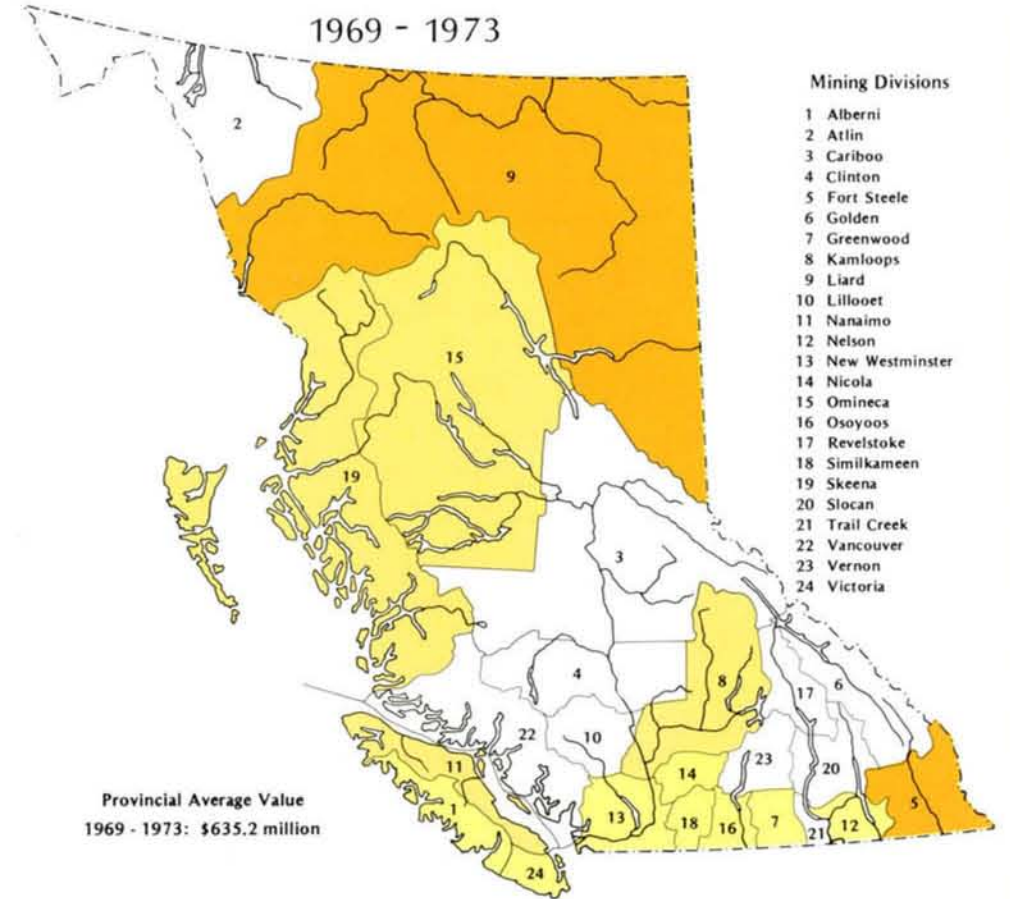 1969 - 1973
Mining Divisions
1 Alberni
2 Atlin
3 Cariboo
4 Clinton
5 Fort Steele
6 Golden
7 Greenwood
8 Kamloops
9 Liard
10 Lillooet
11 Nanaimo
12 Nelson
13 New Westminster
14 Nicola
15 Omineca
16 Osoyoos
17 Revelstoke
18 Similkameen
19 Skeena
20 Slocan
21 Trail Creek
22 Vancouver
23 Vernon
24 Victoria
2
9
15
19
3
4
8
6
17
22
10
23
20
11
14
1
13
18
16
7
21
12
5
24
Provincial Average Value
1969 - 1973: $635.2 million